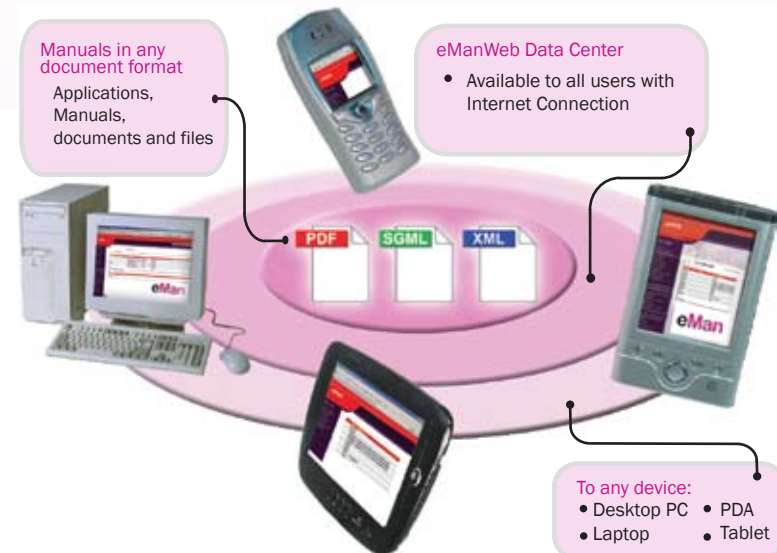 Manuals in any
document format
Applications,
Manuals,
documents and files
eManWeb Data Center
• Available to all users with
Internet Connection
PDF
SGML
XML
eMan
eMan
To any device:
• Desktop PC • PDA
• Laptop • Tablet